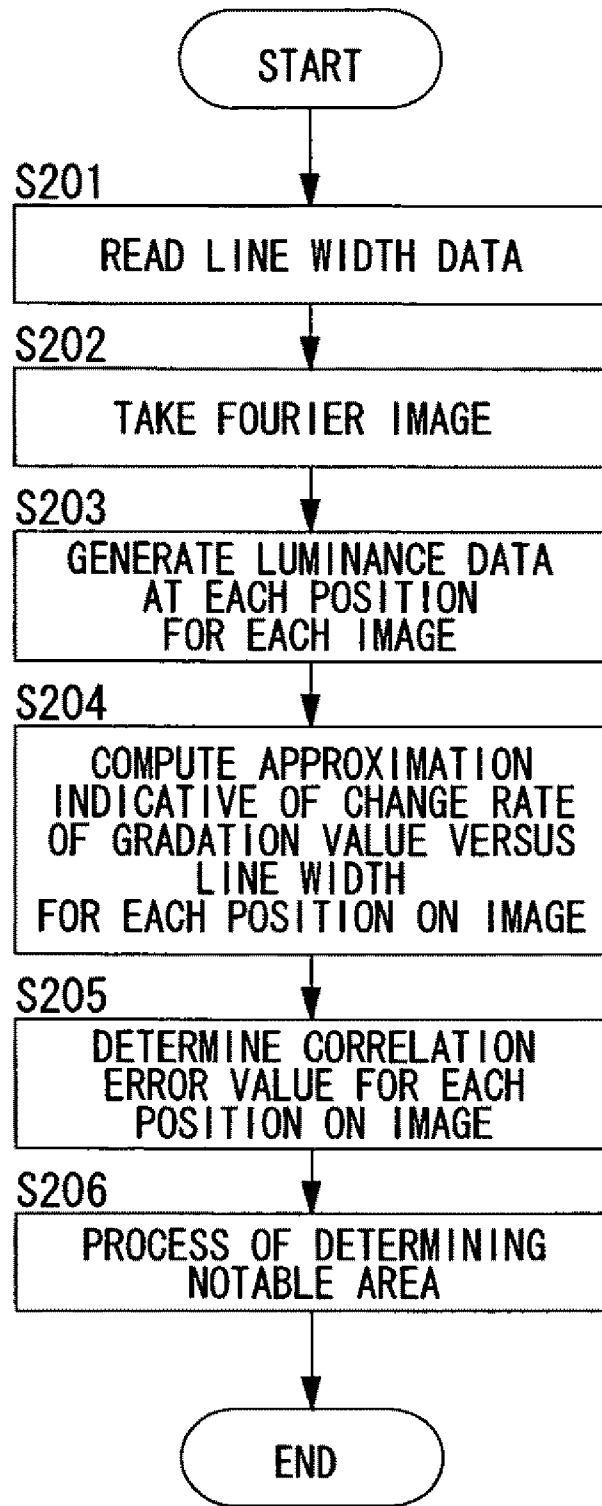 START
S201
READ LINE WIDTH DATA
S202
TAKE FOURIER IMAGE
S203
GENERATE LUMINANCE DATA
AT EACH POSITION
FOR EACH IMAGE
S204
COMPUTE APPROXIMATION
INDICATIVE OF CHANGE RATE
OF GRADATION VALUE VERSUS
LINE WIDTH
FOR EACH POSITION ON IMAGE
S205
DETERMINE CORRELATION
ERROR VALUE FOR EACH
POSITION ON IMAGE
S206
PROCESS OF DETERMINING
NOTABLE AREA
END